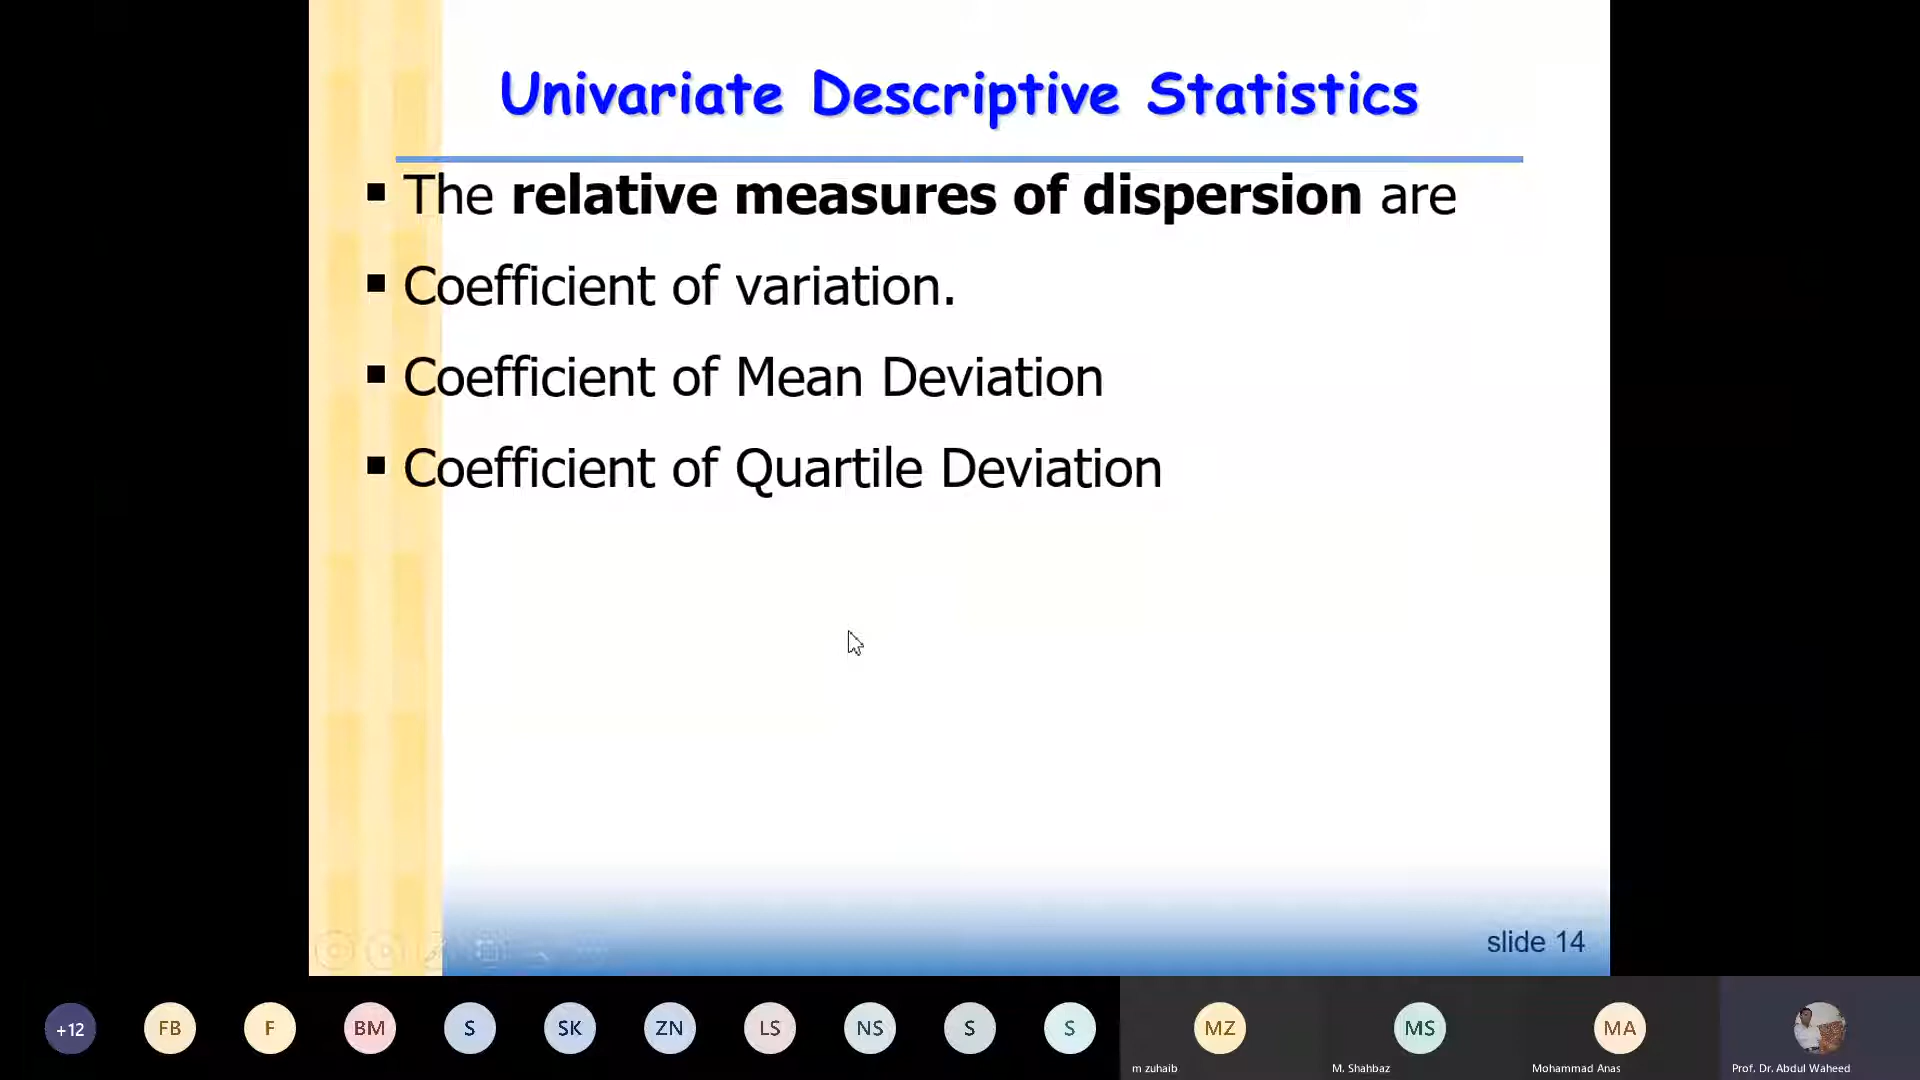 Univariate Descriptive Statistics
▪ The relative measures of dispersion are
▪ Coefficient of variation.
▪ Coefficient of Mean Deviation
▪ Coefficient of Quartile Deviation
slide 14
+12 FB F BM S SK ZN LS NS S S MZ MS MA
m zuhaib M. Shahbaz Mohammad Anas Prof. Dr. Abdul Waheed